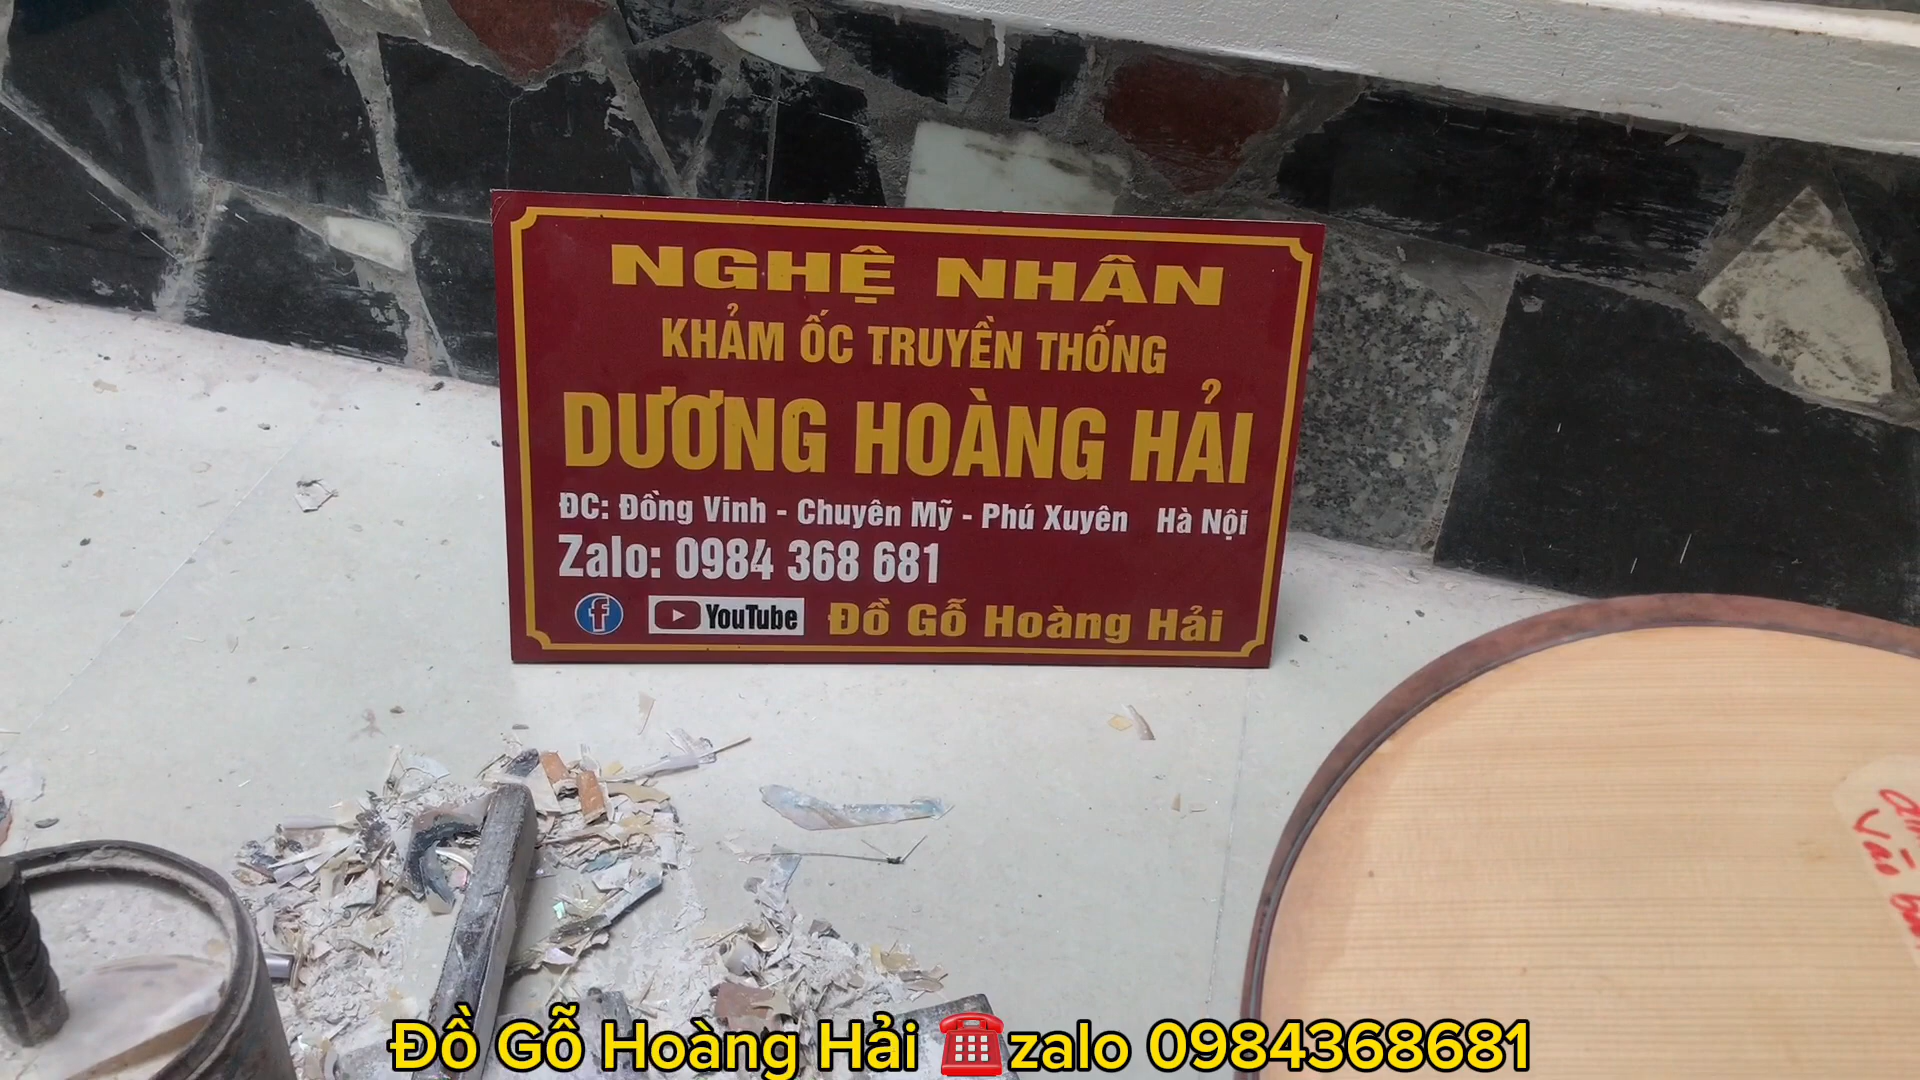 NGHỆ NHÂN
KHẢM ỐC TRUYỀN THỐNG
DƯƠNG HOÀNG HẢI
ĐC: Đồng Vinh - Chuyên Mỹ - Phú Xuyên Hà Nội
Zalo: 0984 368 681
f YouTube Đồ Gỗ Hoàng Hải
Đồ Gỗ Hoàng Hải ☎️zalo 0984368681